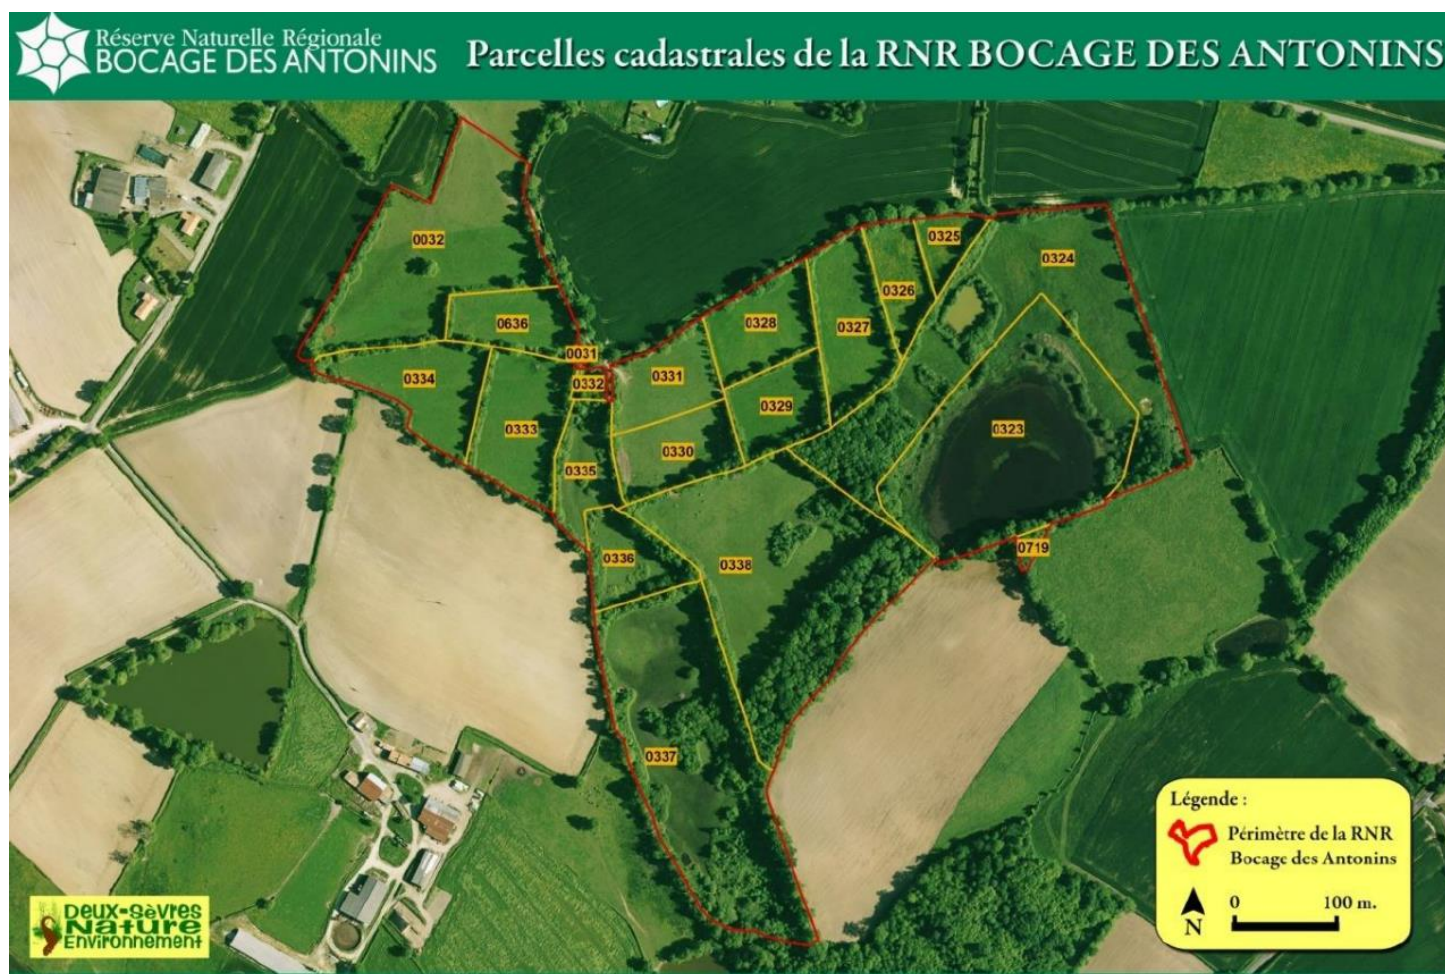 Réserve Naturelle Régionale
BOCAGE DES ANTONINS
Parcelles cadastrales de la RNR BOCAGE DES ANTONINS
0032
0325
0324
0326
0636
0328
0327
0031
0332
0331
0334
0329
0333
0323
0330
0335
0719
0336
0338
0337
Légende :
Périmètre de la RNR
Bocage des Antonins
0 100 m.
N
Deux-Sèvres
Nature
Environnement